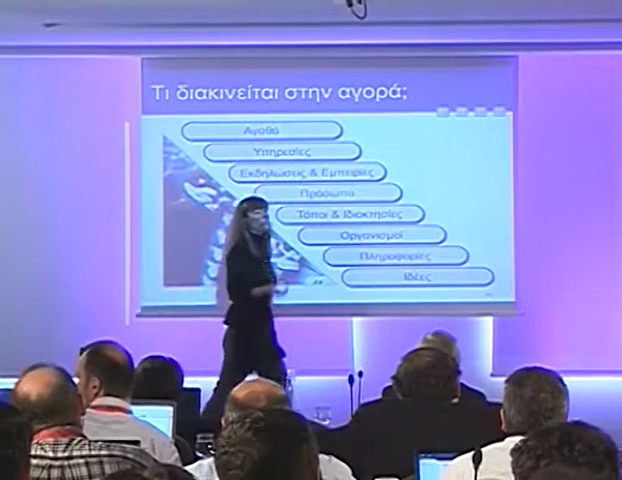 Τι διακινείται στην αγορά;
Αγαθά
Υπηρεσίες
Εκδηλώσεις & Εμπειρίες
Πρόσωπα
Τόποι & Ιδιοκτησίες
Οργανισμοί
Πληροφορίες
Ιδέες